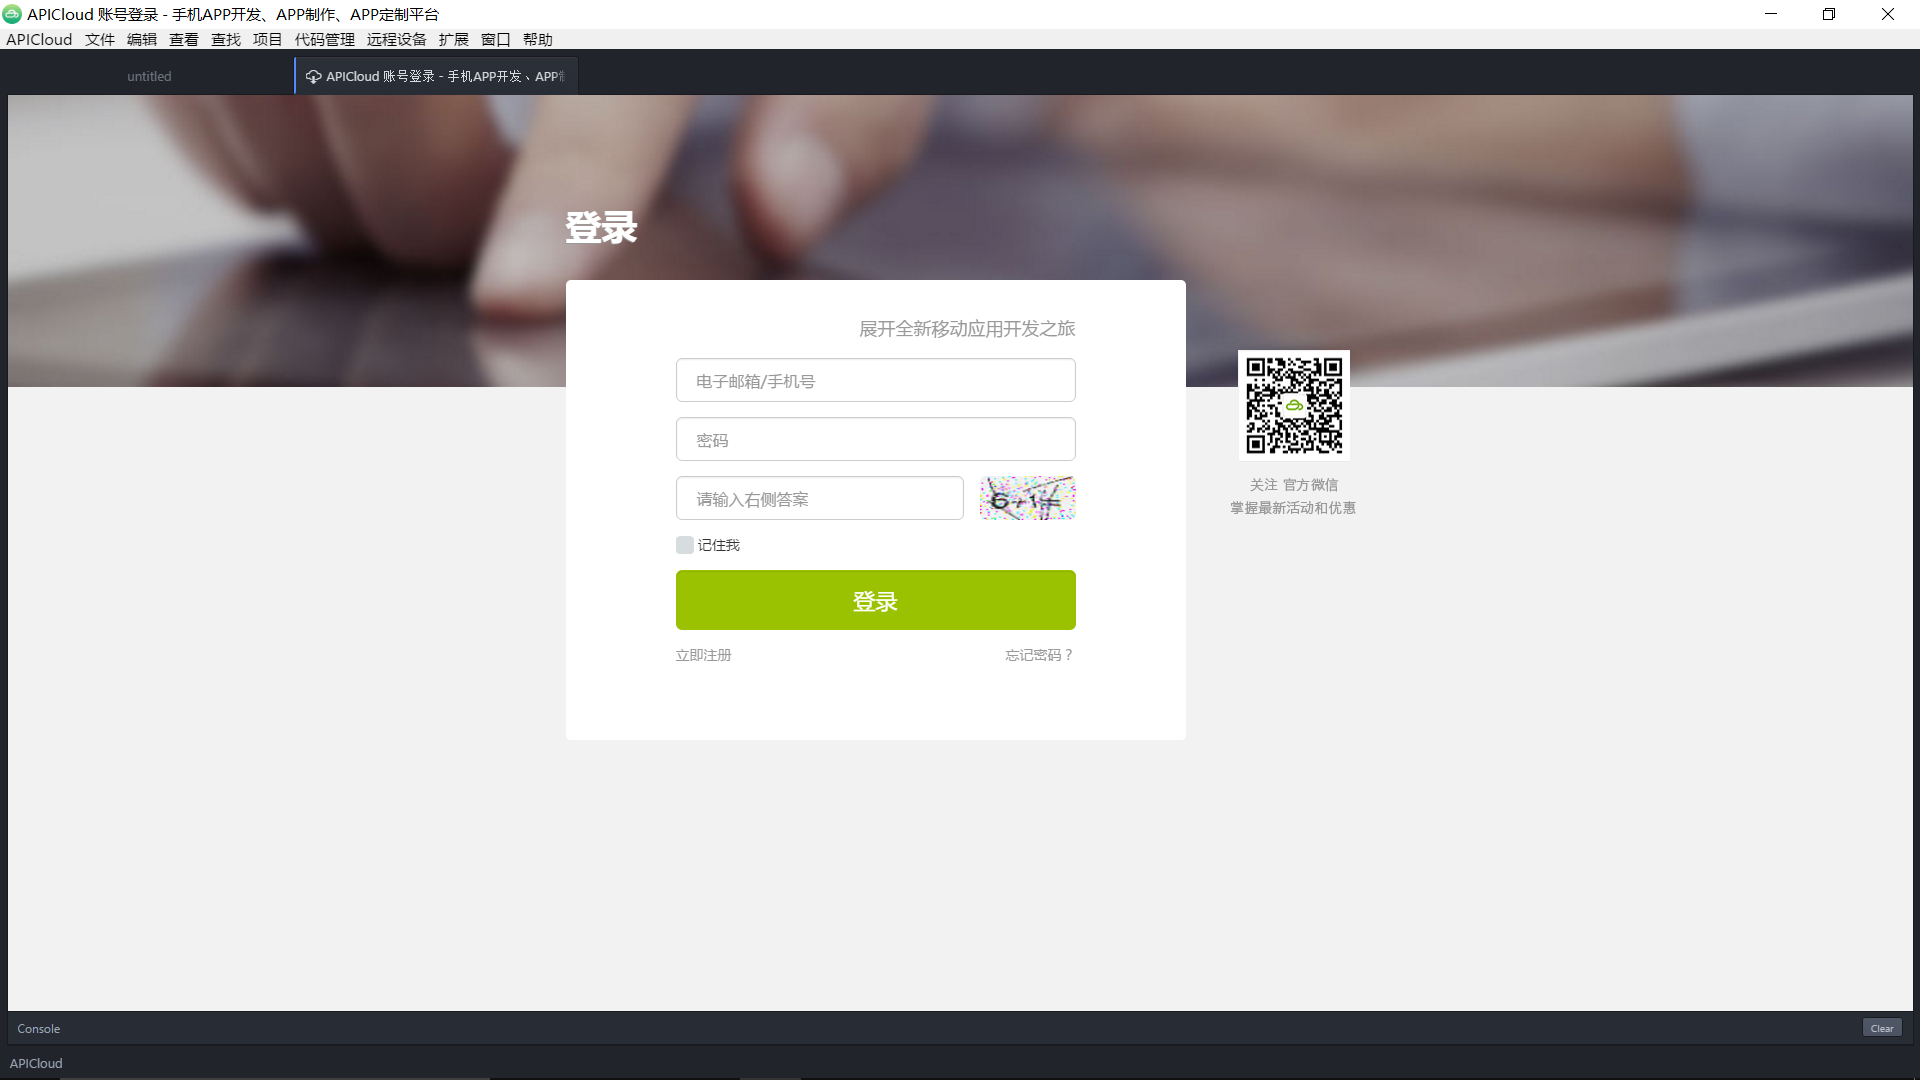 APICloud 账号登录 - 手机APP开发、APP制作、APP定制平台
APICloud 文件 编辑 查看 查找 项目 代码管理 远程设备 扩展 窗口 帮助
untitled
APICloud 账号登录 - 手机APP开发、APP
登录
展开全新移动应用开发之旅
电子邮箱/手机号
密码
请输入右侧答案
记住我
登录
立即注册
忘记密码？
关注 官方微信
掌握最新活动和优惠
Console
Clear
APICloud